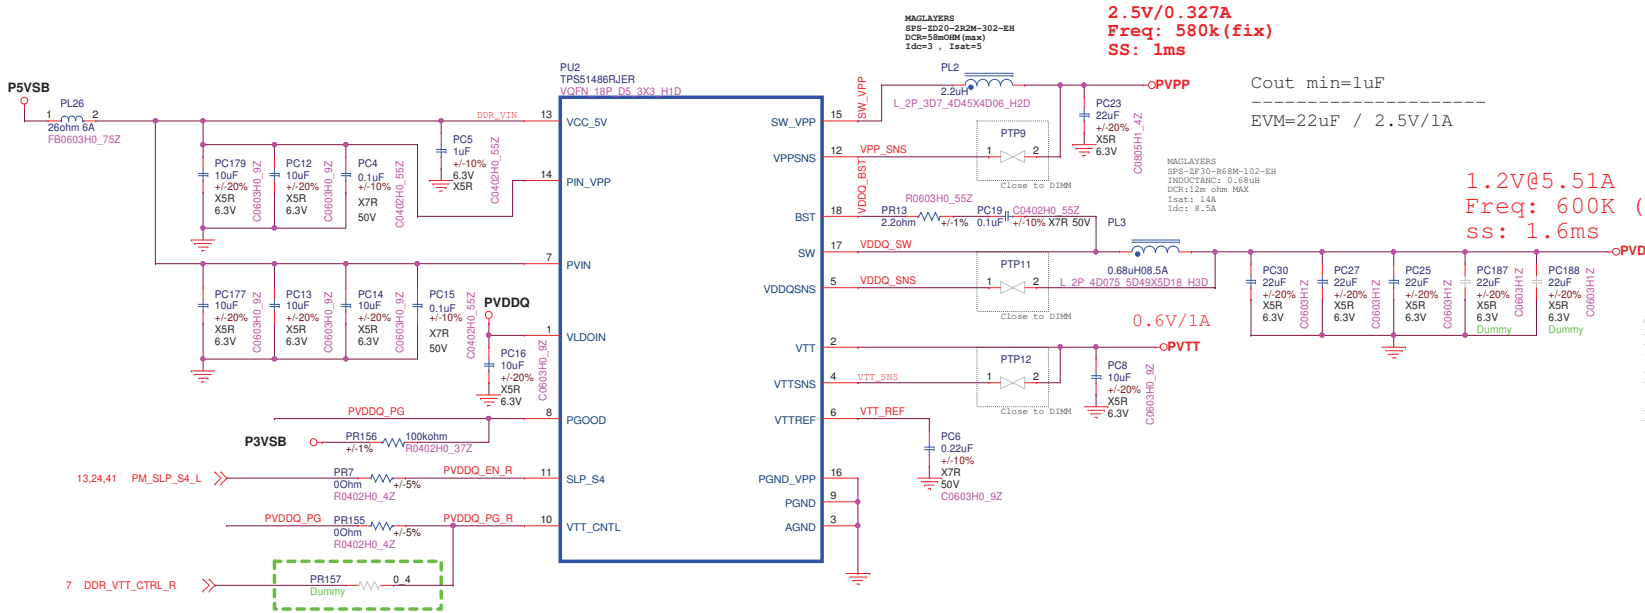 MAGLAYERS
SPS-ZD20-2R2M-302-EH
DCR=58mOHM(max)
Idc=3 , Isat=5
2.5V/0.327A
Freq: 580k(fix)
SS: 1ms
Cout min=1uF
---------------------
EVM=22uF / 2.5V/1A
MAGLAYERS
SPS-ZF30-R68M-102-EH
INDUCTANC: 0.68uH
DCR:12m ohm MAX
Isat: 14A
Idc: 8.5A
1.2V@5.51A
Freq: 600K (
ss: 1.6ms
P5VSB
PL26
1 2
26ohm 6A
FB0603H0_75Z
PC179
10uF
+/-20%
X5R
6.3V
C0603H0_9Z
PC12
10uF
+/-20%
X5R
6.3V
C0603H0_9Z
PC4
0.1uF
+/-10%
X7R
50V
C0402H0_55Z
DDR_VIN
PC5
1uF
+/-10%
6.3V
X5R
C0402H0_55Z
PC177
10uF
+/-20%
X5R
6.3V
C0603H0_9Z
PC13
10uF
+/-20%
X5R
6.3V
C0603H0_9Z
PC14
10uF
+/-20%
X5R
6.3V
C0603H0_9Z
PC15
0.1uF
+/-10%
X7R
50V
C0402H0_55Z
PVDDQ
PC16
10uF
+/-20%
X5R
6.3V
C0603H0_9Z
PVDDQ_PG
P3VSB
PR156
+/-1%
100kohm
R0402H0_37Z
13,24,41 PM_SLP_S4_L
PR7
0Ohm
+/-5%
R0402H0_4Z
PVDDQ_EN_R
PVDDQ_PG
PR155
0Ohm
+/-5%
R0402H0_4Z
PVDDQ_PG_R
7 DDR_VTT_CTRL_R
PR157
Dummy
0_4
PU2
TPS51486RJER
VQFN_18P_D5_3X3_H1D
13 VCC_5V
14 PIN_VPP
7 PVIN
1 VLDOIN
8 PGOOD
11 SLP_S4
10 VTT_CNTL
SW_VPP 15
VPPSNS 12
BST 18
SW 17
VDDQSNS 5
VTT 2
VTTSNS 4
VTTREF 6
PGND_VPP 16
PGND 9
AGND 3
SW_VPP
PL2
2.2uH
L_2P_3D7_4D45X4D06_H2D
PVPP
PC23
22uF
+/-20%
X5R
6.3V
C0805H1_4Z
VPP_SNS
PTP9
1 2
Close to DIMM
VDDQ_BST
R0603H0_55Z
PR13
2.2ohm
+/-1%
PC19
0.1uF
C0402H0_55Z
+/-10% X7R 50V
PL3
0.68uH08.5A
L_2P_4D075_5D49X5D18_H3D
VDDQ_SW
VDDQ_SNS
PTP11
1 2
Close to DIMM
PVD
PC30
22uF
+/-20%
X5R
6.3V
C0603H1Z
PC27
22uF
+/-20%
X5R
6.3V
C0603H1Z
PC25
22uF
+/-20%
X5R
6.3V
C0603H1Z
PC187
22uF
+/-20%
X5R
6.3V
Dummy
C0603H1Z
PC188
22uF
+/-20%
X5R
6.3V
Dummy
C0603H1Z
0.6V/1A
PVTT
VTT_SNS
PTP12
1 2
Close to DIMM
PC8
10uF
+/-20%
X5R
6.3V
C0603H0_9Z
VTT_REF
PC6
0.22uF
+/-10%
X7R
50V
C0603H0_9Z